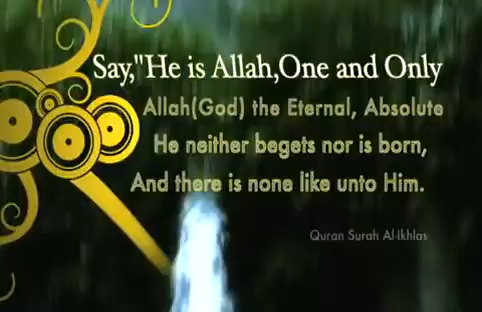 Say,"He is Allah,One and Only
Allah(God) the Eternal, Absolute
He neither begets nor is born,
And there is none like unto Him.
Quran Surah Al-Ikhlas